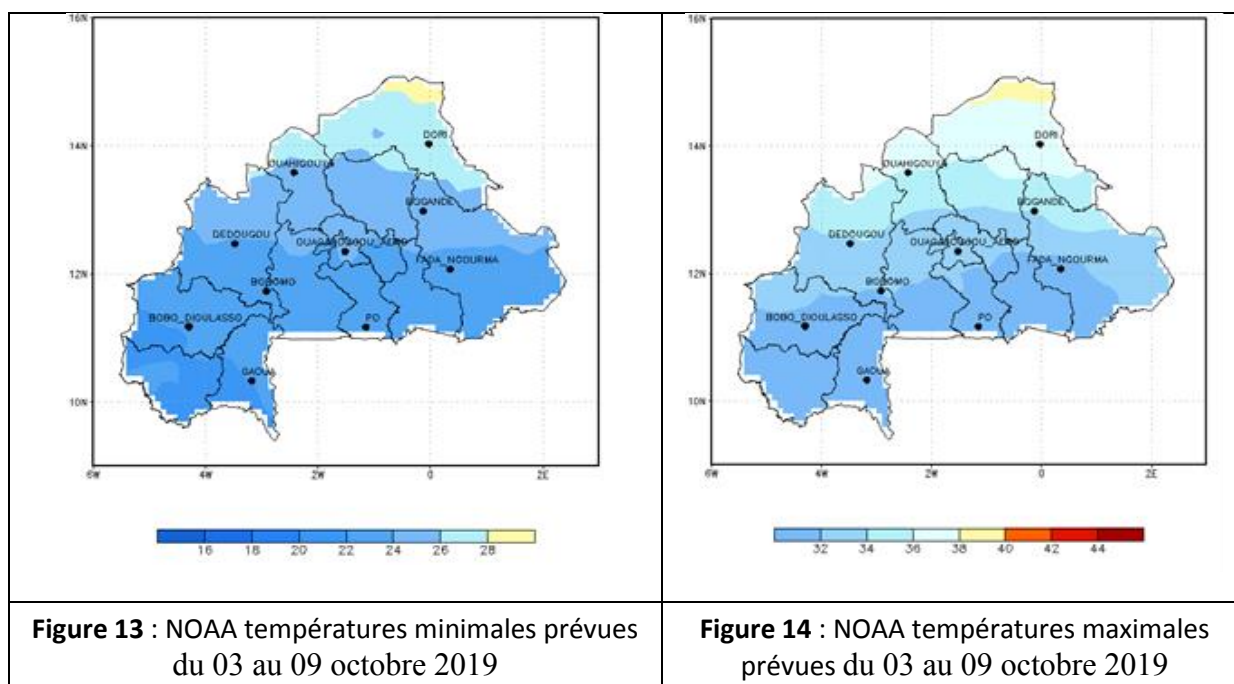 16N
14N
12N
10N
6W 4W 2W 0 2E
DORI
OUAHIGOUYA
BOGANDE
DEDOUGOU
OUAGADOUGOU_AERO
FADA_NGOURMA
BOROMO
BOBO_DIOULASSO
PO
GAOUA
16 18 20 22 24 26 28
Figure 13 : NOAA températures minimales prévues
du 03 au 09 octobre 2019
16N
14N
12N
10N
6W 4W 2W 0 2E
DORI
OUAHIGOUYA
BOGANDE
DEDOUGOU
OUAGADOUGOU_AERO
FADA_NGOURMA
BOROMO
BOBO_DIOULASSO
PO
GAOUA
32 34 36 38 40 42 44
Figure 14 : NOAA températures maximales
prévues du 03 au 09 octobre 2019